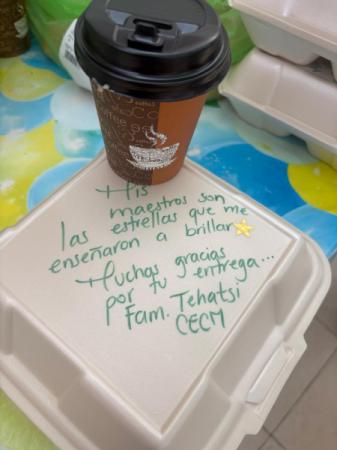 Mis
maestros son
las estrellas que me
enseñaron a brillar
Muchas gracias
por tu entrega...
Fam. Tehatsi
CECM